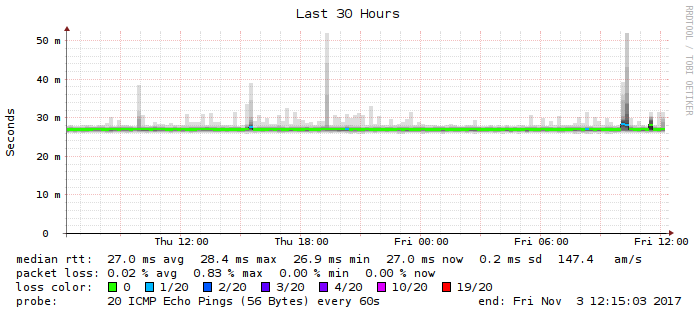 Last 30 Hours
RRDTOOL / TOBI OETIKER
Seconds
50 m
40 m
30 m
20 m
10 m
0
Thu 12:00 Thu 18:00 Fri 00:00 Fri 06:00 Fri 12:00
median rtt: 27.0 ms avg 28.4 ms max 26.9 ms min 27.0 ms now 0.2 ms sd 147.4 am/s
packet loss: 0.02 % avg 0.83 % max 0.00 % min 0.00 % now
loss color: 0 1/20 2/20 3/20 4/20 10/20 19/20
probe: 20 ICMP Echo Pings (56 Bytes) every 60s end: Fri Nov 3 12:15:03 2017